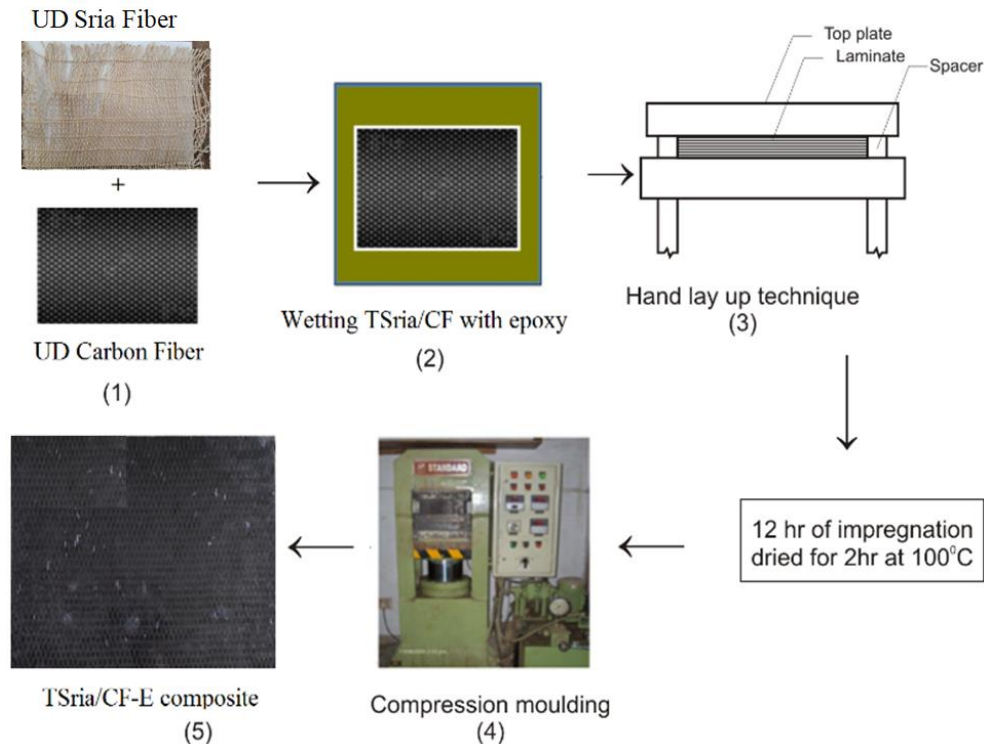 UD Sria Fiber
+
UD Carbon Fiber
(1)
Wetting TSria/CF with epoxy
(2)
Top plate
Laminate
Spacer
Hand lay up technique
(3)
12 hr of impregnation
dried for 2hr at 100⁰C
STANDARD
Compression moulding
(4)
TSria/CF-E composite
(5)